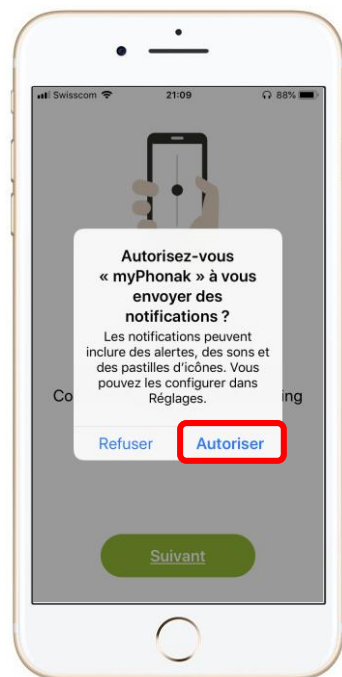 Swisscom 21:09 88%
Autorisez-vous
« myPhonak » à vous
envoyer des
notifications ?
Les notifications peuvent
inclure des alertes, des sons et
des pastilles d'icônes. Vous
pouvez les configurer dans
Réglages.
Co ing
Refuser Autoriser
Suivant